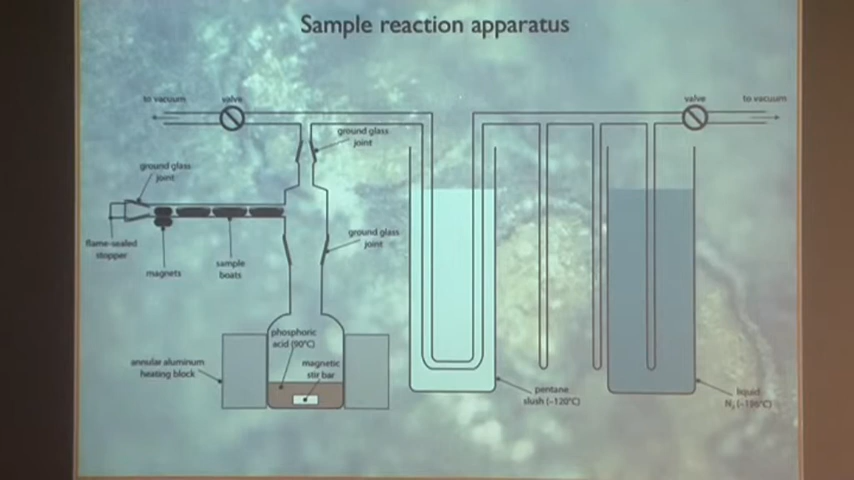 Sample reaction apparatus
to vacuum
valve
valve
to vacuum
ground glass
joint
ground glass
joint
ground glass
joint
flame-sealed
stopper
magnets
sample
boats
phosphoric
acid (90°C)
magnetic
stir bar
annular aluminum
heating block
pentane
slush (-120°C)
liquid
N₂ (-196°C)